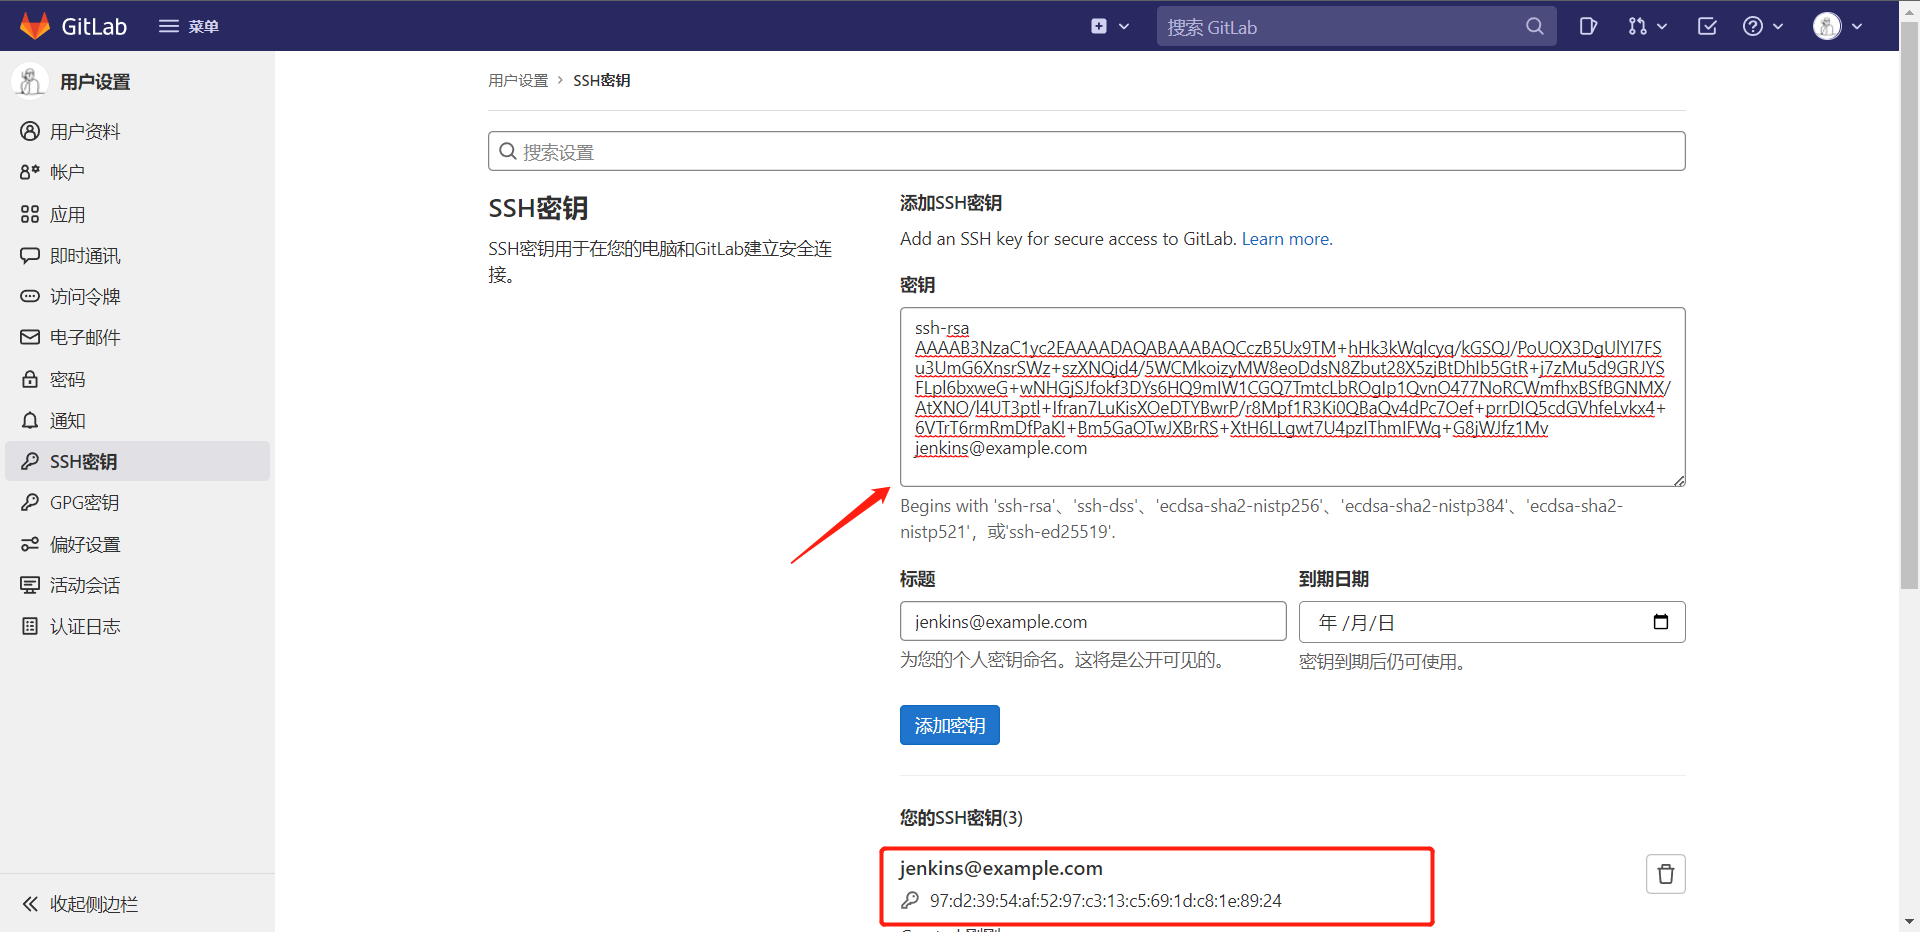 GitLab
菜单
搜索 GitLab
用户设置
用户资料
帐户
应用
即时通讯
访问令牌
电子邮件
密码
通知
SSH密钥
GPG密钥
偏好设置
活动会话
认证日志
收起侧边栏
用户设置 › SSH密钥
搜索设置
SSH密钥
SSH密钥用于在您的电脑和GitLab建立安全连
接。
添加SSH密钥
Add an SSH key for secure access to GitLab. Learn more.
密钥
ssh-rsa
AAAAB3NzaC1yc2EAAAADAQABAAABAQCczB5Ux9TM+hHk3kWqlcyq/kGSQJ/PoUOX3DgUlYI7FS
u3UmG6XnsrSWz+szXNQjd4/5WCMkoizyMW8eoDdsN8Zbut28X5zjBtDhIb5GtR+j7zMu5d9GRJYS
FLpl6bxweG+wNHGjSJfokf3DYs6HQ9mIW1CGQ7TmtcLbROgIp1QvnO477NoRCWmfhxBSfBGNMX/
AtXNO/l4UT3ptl+Ifran7LuKisXOeDTYBwrP/r8Mpf1R3Ki0QBaQv4dPc7Oef+prrDIQ5cdGVhfeLvkx4+
6VTrT6rmRmDfPaKI+Bm5GaOTwJXBrRS+XtH6LLgwt7U4pzIThmIFWq+G8jWJfz1Mv
jenkins@example.com
Begins with 'ssh-rsa'、'ssh-dss'、'ecdsa-sha2-nistp256'、'ecdsa-sha2-nistp384'、'ecdsa-sha2-
nistp521'，或'ssh-ed25519'.
标题
到期日期
jenkins@example.com
年 /月/日
为您的个人密钥命名。这将是公开可见的。
密钥到期后仍可使用。
添加密钥
您的SSH密钥(3)
jenkins@example.com
97:d2:39:54:af:52:97:c3:13:c5:69:1d:c8:1e:89:24